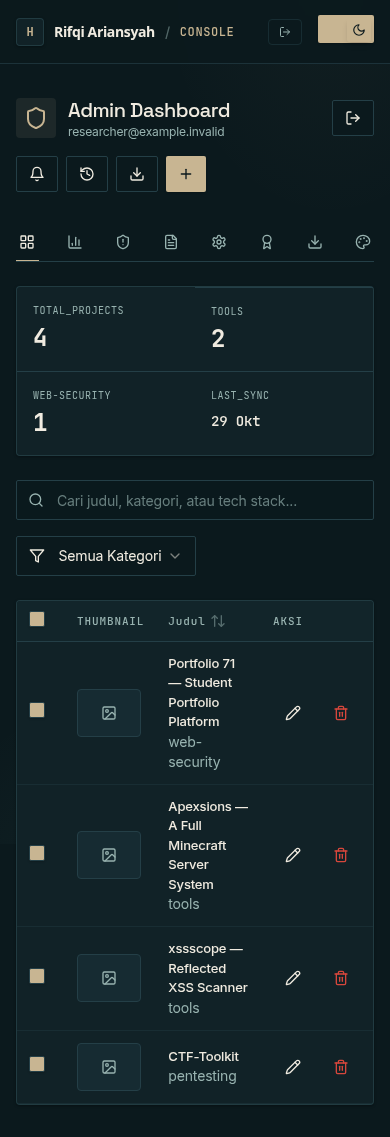 H Rifqi Ariansyah / CONSOLE
Admin Dashboard
researcher@example.invalid
TOTAL_PROJECTS
4
TOOLS
2
WEB-SECURITY
1
LAST_SYNC
29 Okt
Cari judul, kategori, atau tech stack...
Semua Kategori
THUMBNAIL Judul AKSI
Portfolio 71
— Student
Portfolio
Platform
web-
security
Apexsions —
A Full
Minecraft
Server
System
tools
xssscope —
Reflected
XSS Scanner
tools
CTF-Toolkit
pentesting